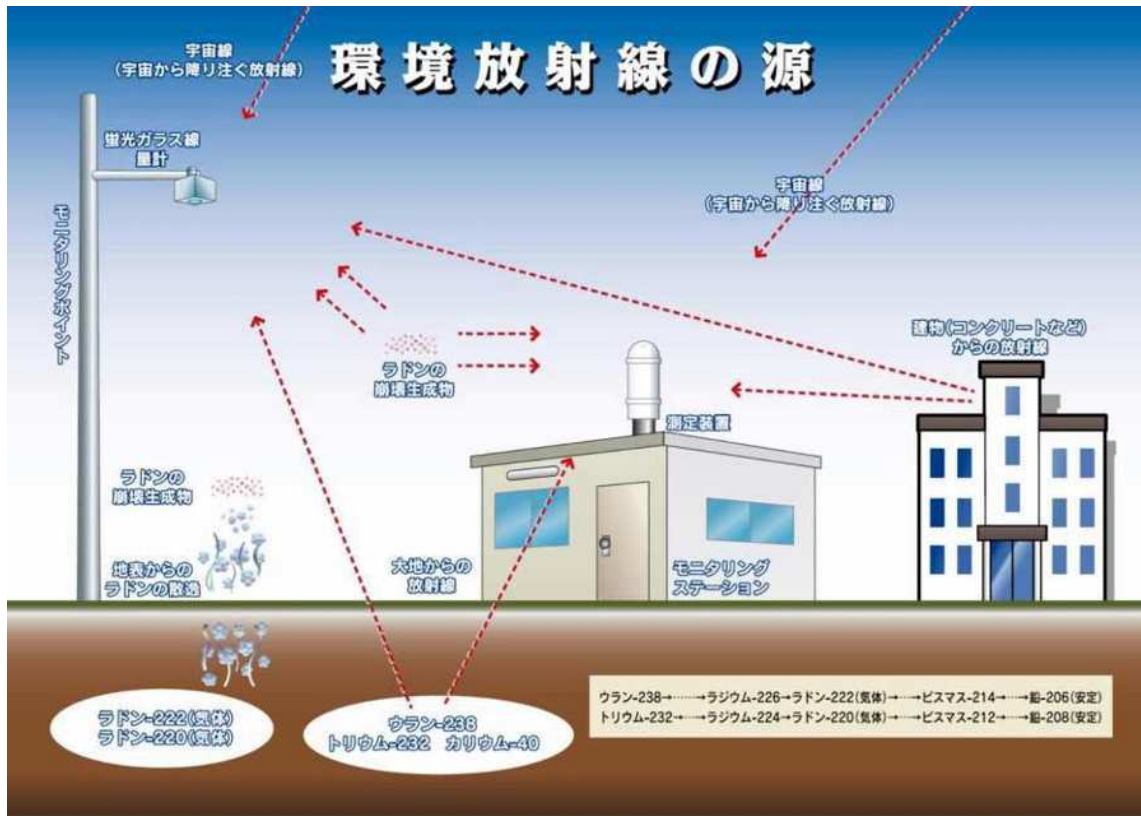 環境放射線の源
宇宙線
(宇宙から降り注ぐ放射線)
蛍光ガラス線
量計
モニタリングポイント
宇宙線
(宇宙から降り注ぐ放射線)
建物(コンクリートなど)
からの放射線
ラドンの
崩壊生成物
測定装置
ラドンの
崩壊生成物
地表からの
ラドンの散逸
大地からの
放射線
モニタリング
ステーション
ラドン-222(気体)
ラドン-220(気体)
ウラン-238
トリウム-232 カリウム-40
ウラン-238→‥‥→ラジウム-226→ラドン-222(気体)→‥→ビスマス-214→‥→鉛-206(安定)
トリウム-232→‥‥→ラジウム-224→ラドン-220(気体)→‥→ビスマス-212→‥→鉛-208(安定)